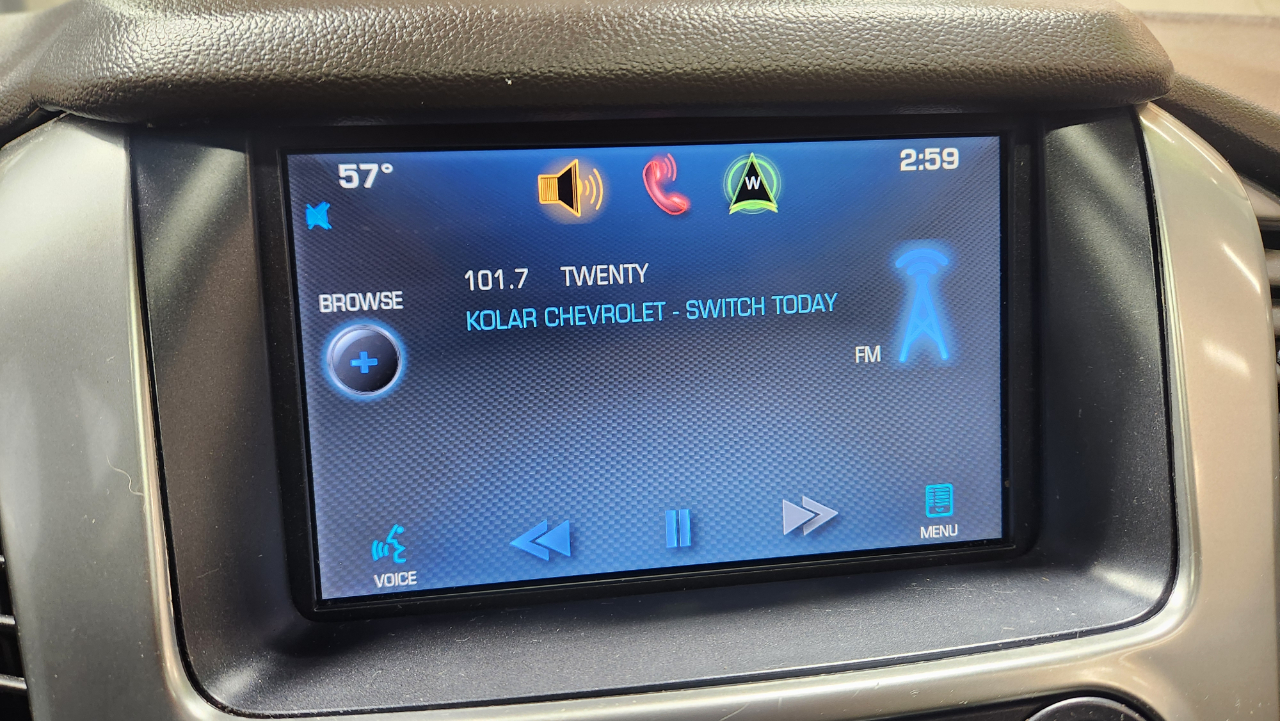 57°
2:59
W
101.7 TWENTY
KOLAR CHEVROLET - SWITCH TODAY
BROWSE
FM
VOICE
MENU